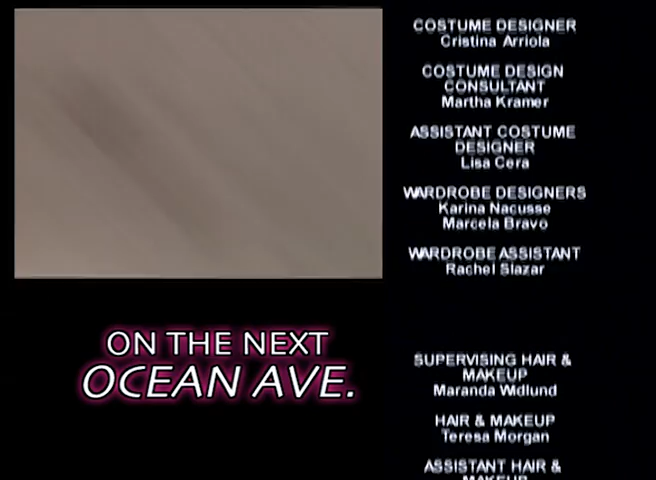 COSTUME DESIGNER
Cristina Arriola
COSTUME DESIGN
CONSULTANT
Martha Kramer
ASSISTANT COSTUME
DESIGNER
Lisa Cera
WARDROBE DESIGNERS
Karina Nacusse
Marcela Bravo
WARDROBE ASSISTANT
Rachel Slazar
SUPERVISING HAIR &
MAKEUP
Maranda Widlund
HAIR & MAKEUP
Teresa Morgan
ASSISTANT HAIR &
MAKEUP
ON THE NEXT
OCEAN AVE.